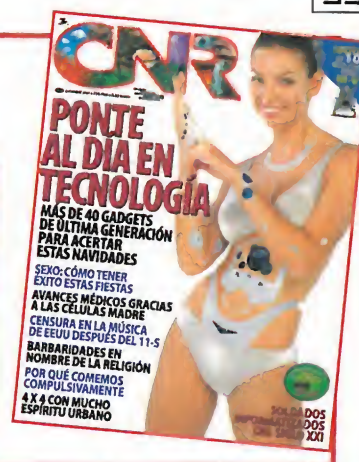 CNR
PONTE
AL DIA EN
TECNOLOGÍA
MÁS DE 40 GADGETS
DE ÚLTIMA GENERACIÓN
PARA ACERTAR
ESTAS NAVIDADES
SEXO: CÓMO TENER
ÉXITO ESTAS FIESTAS
AVANCES MÉDICOS GRACIAS
A LAS CÉLULAS MADRE
CENSURA EN LA MÚSICA
DE EEUU DESPUÉS DEL 11-S
BARBARIDADES EN
NOMBRE DE LA RELIGIÓN
POR QUÉ COMEMOS
COMPULSIVAMENTE
4 X 4 CON MUCHO
ESPÍRITU URBANO
SOLDADOS
INFORMATIZADOS
DEL SIGLO XXI